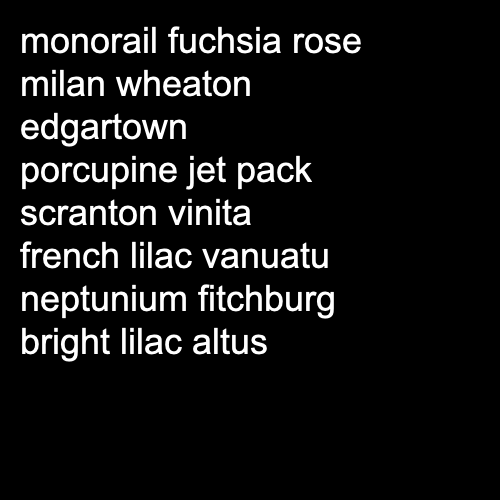 monorail fuchsia rose
milan wheaton
edgartown
porcupine jet pack
scranton vinita
french lilac vanuatu
neptunium fitchburg
bright lilac altus